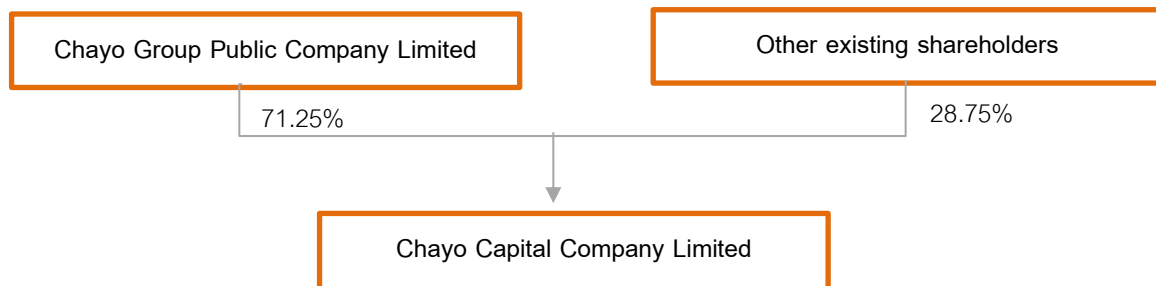 Chayo Group Public Company Limited
Other existing shareholders
71.25%
28.75%
Chayo Capital Company Limited